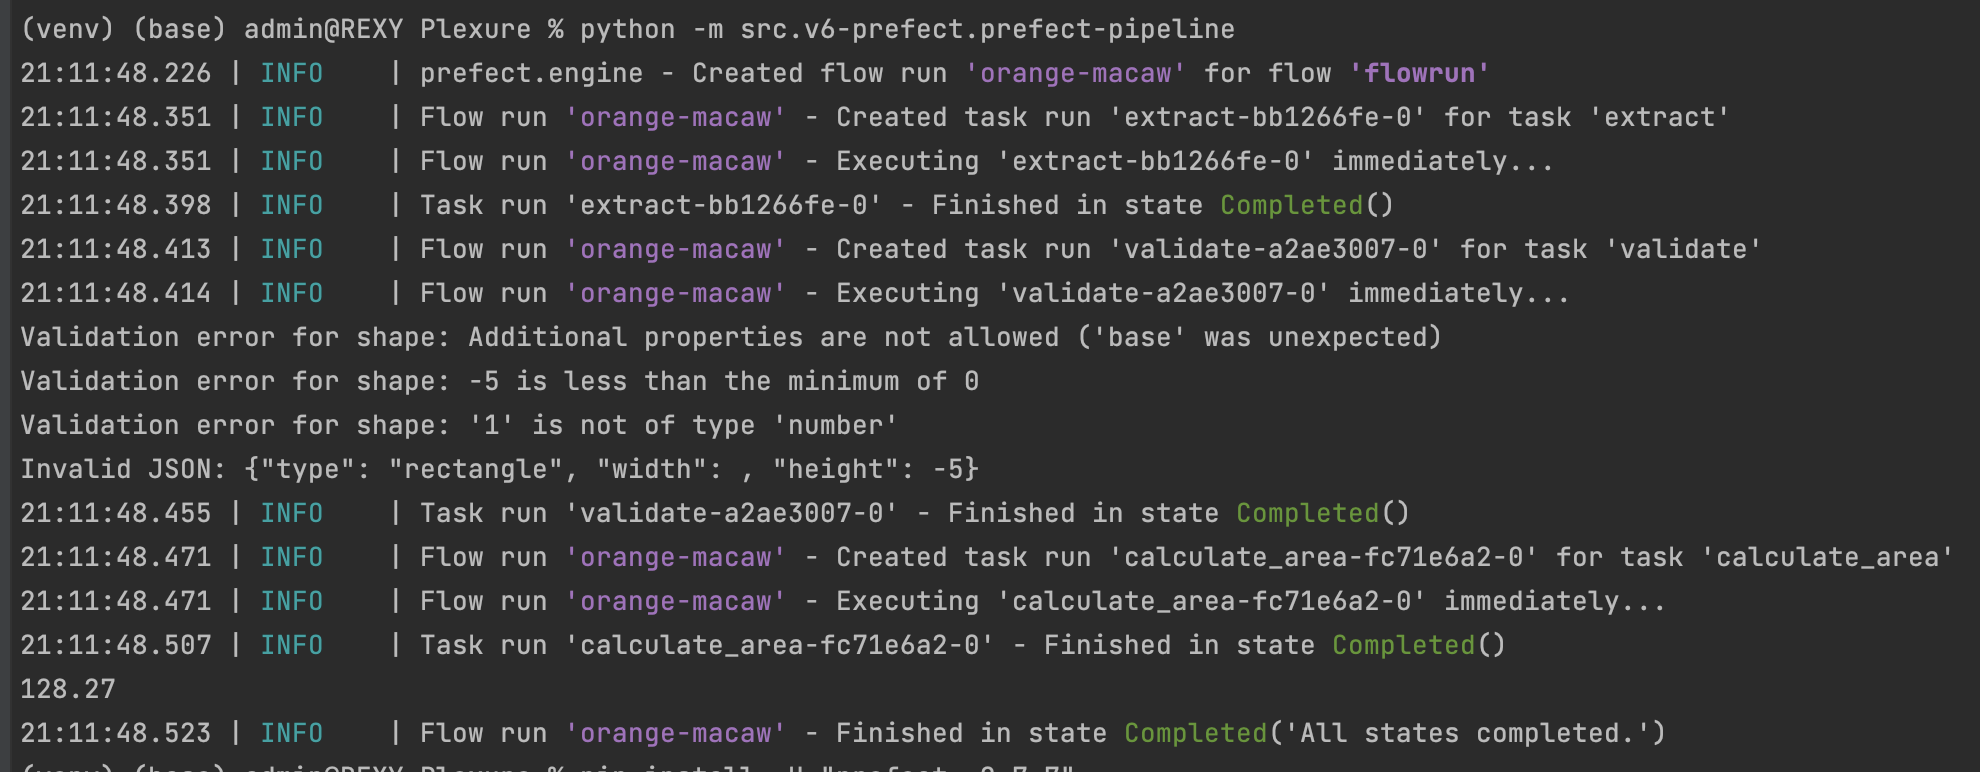 (venv) (base) admin@REXY Plexure % python -m src.v6-prefect.prefect-pipeline
21:11:48.226 | INFO    | prefect.engine - Created flow run 'orange-macaw' for flow 'flowrun'
21:11:48.351 | INFO    | Flow run 'orange-macaw' - Created task run 'extract-bb1266fe-0' for task 'extract'
21:11:48.351 | INFO    | Flow run 'orange-macaw' - Executing 'extract-bb1266fe-0' immediately...
21:11:48.398 | INFO    | Task run 'extract-bb1266fe-0' - Finished in state Completed()
21:11:48.413 | INFO    | Flow run 'orange-macaw' - Created task run 'validate-a2ae3007-0' for task 'validate'
21:11:48.414 | INFO    | Flow run 'orange-macaw' - Executing 'validate-a2ae3007-0' immediately...
Validation error for shape: Additional properties are not allowed ('base' was unexpected)
Validation error for shape: -5 is less than the minimum of 0
Validation error for shape: '1' is not of type 'number'
Invalid JSON: {"type": "rectangle", "width": , "height": -5}
21:11:48.455 | INFO    | Task run 'validate-a2ae3007-0' - Finished in state Completed()
21:11:48.471 | INFO    | Flow run 'orange-macaw' - Created task run 'calculate_area-fc71e6a2-0' for task 'calculate_area'
21:11:48.471 | INFO    | Flow run 'orange-macaw' - Executing 'calculate_area-fc71e6a2-0' immediately...
21:11:48.507 | INFO    | Task run 'calculate_area-fc71e6a2-0' - Finished in state Completed()
128.27
21:11:48.523 | INFO    | Flow run 'orange-macaw' - Finished in state Completed('All states completed.')
(venv) (base) admin@REXY Plexure % pip install